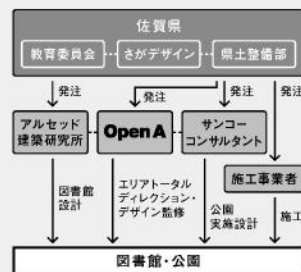 佐賀県
教育委員会
さがデザイン
県土整備部
発注
発注
発注
発注
アルセッド
建築研究所
Open A
サンコー
コンサルタント
施工事業者
図書館
設計
エリアトータル
ディレクション・
デザイン監修
公園
実施設計
施工
図書館・公園